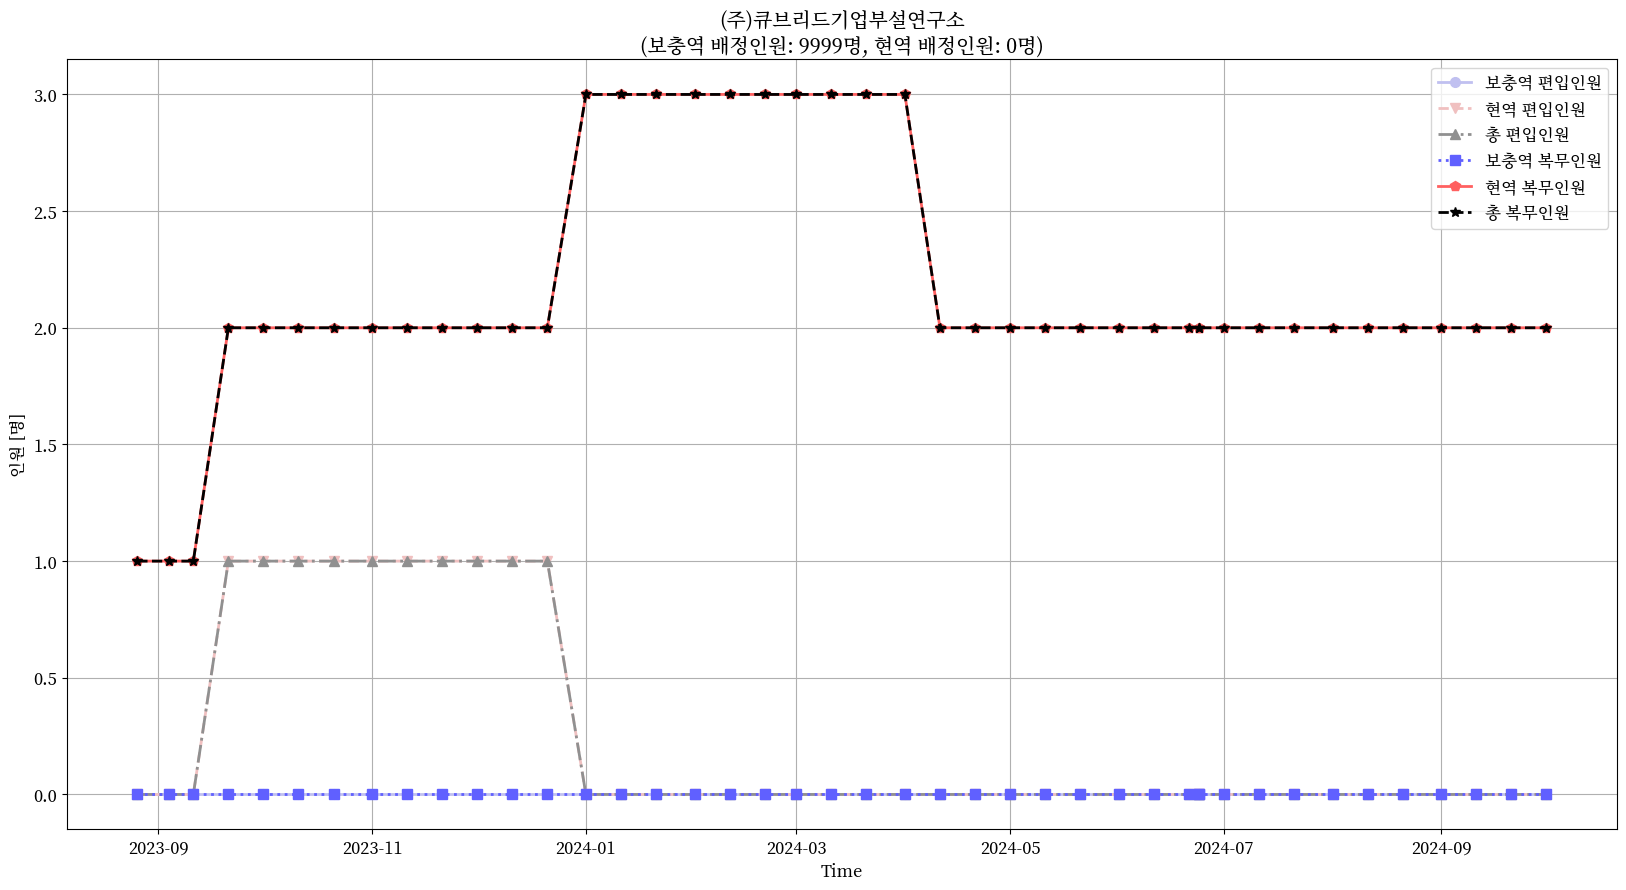 (주)큐브리드기업부설연구소
(보충역 배정인원: 9999명, 현역 배정인원: 0명)
보충역 편입인원
현역 편입인원
총 편입인원
보충역 복무인원
현역 복무인원
총 복무인원
인원 [명]
3.0
2.5
2.0
1.5
1.0
0.5
0.0
2023-09
2023-11
2024-01
2024-03
2024-05
2024-07
2024-09
Time